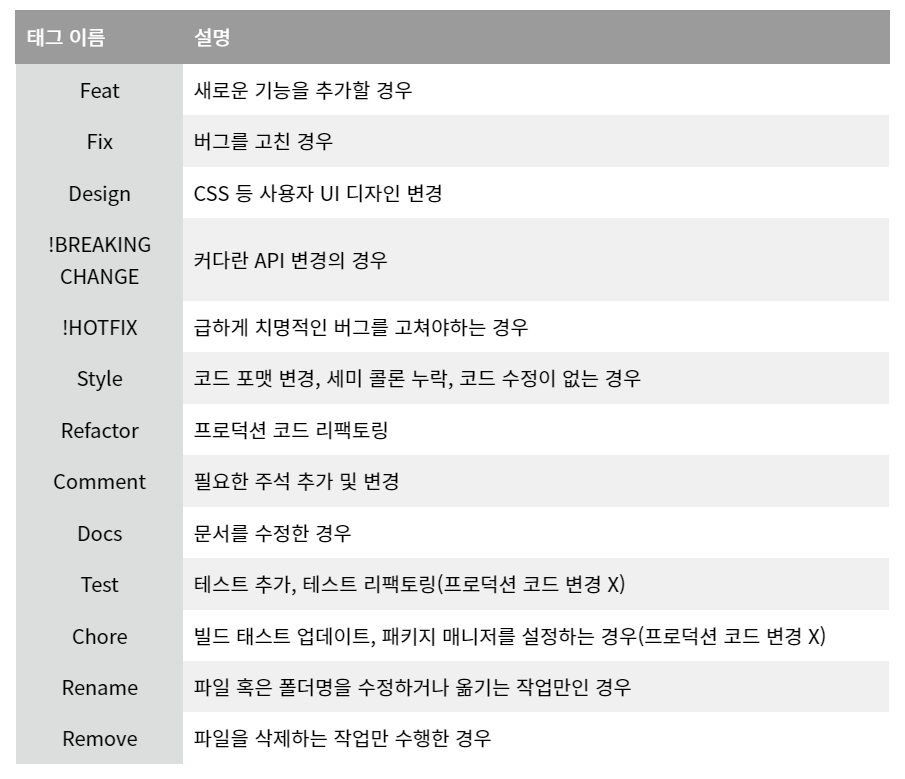 태그 이름 설명
Feat 새로운 기능을 추가할 경우
Fix 버그를 고친 경우
Design CSS 등 사용자 UI 디자인 변경
!BREAKING
CHANGE 커다란 API 변경의 경우
!HOTFIX 급하게 치명적인 버그를 고쳐야하는 경우
Style 코드 포맷 변경, 세미 콜론 누락, 코드 수정이 없는 경우
Refactor 프로덕션 코드 리팩토링
Comment 필요한 주석 추가 및 변경
Docs 문서를 수정한 경우
Test 테스트 추가, 테스트 리팩토링(프로덕션 코드 변경 X)
Chore 빌드 태스트 업데이트, 패키지 매니저를 설정하는 경우(프로덕션 코드 변경 X)
Rename 파일 혹은 폴더명을 수정하거나 옮기는 작업만인 경우
Remove 파일을 삭제하는 작업만 수행한 경우